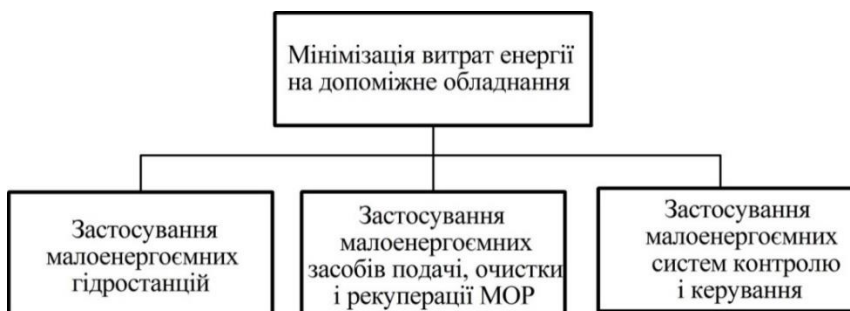 Мінімізація витрат енергії
на допоміжне обладнання
Застосування
малоенергоємних
гідростанцій
Застосування
малоенергоємних
засобів подачі, очистки
і рекуперації МОР
Застосування
малоенергоємних
систем контролю
і керування